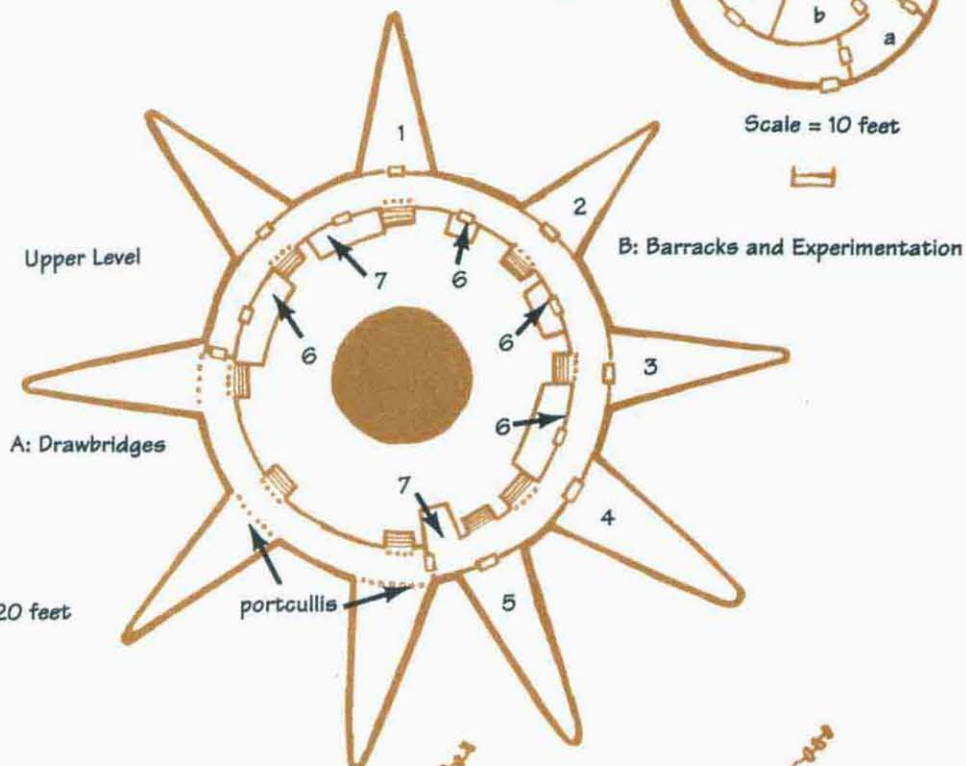 b
a
Scale = 10 feet
1
2
Upper Level
B: Barracks and Experimentation
7
6
6
6
3
A: Drawbridges
6
7
4
20 feet
portcullis
5